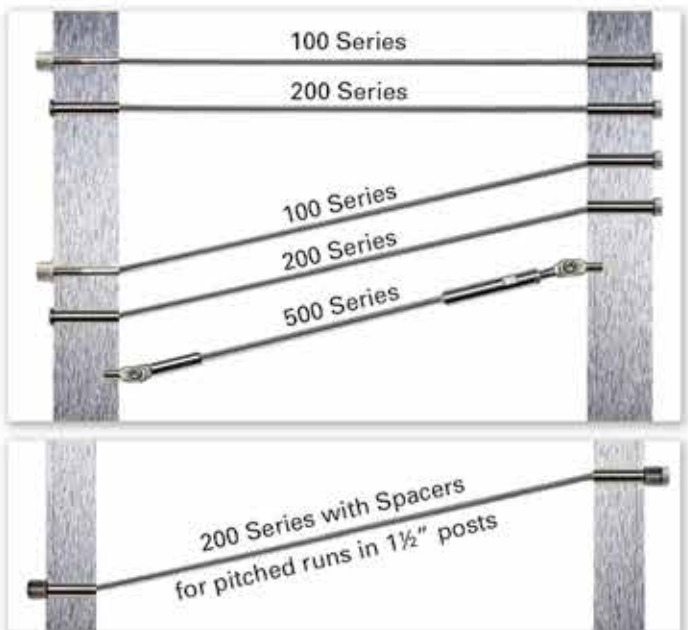 100 Series
200 Series
100 Series
200 Series
500 Series
200 Series with Spacers
for pitched runs in 1½" posts